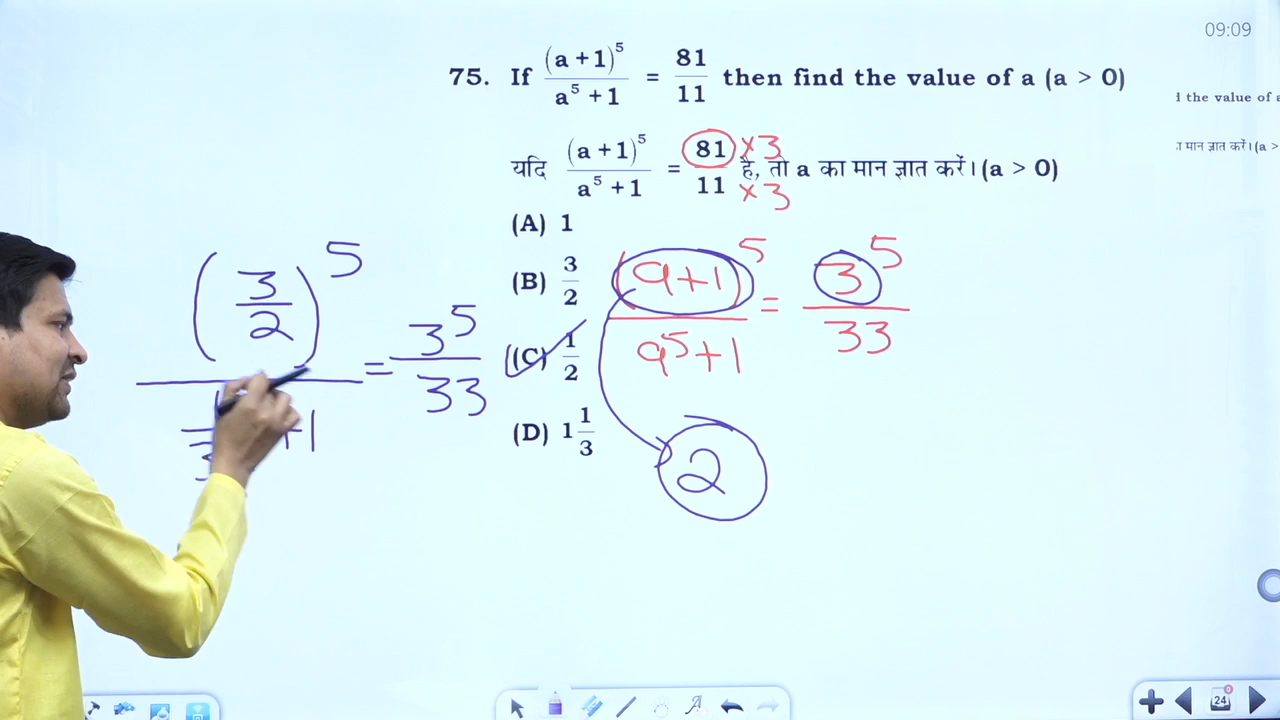 09:09
75. If (a+1)^5 / (a^5+1) = 81/11 then find the value of a (a > 0)
d the value of a
यदि (a+1)^5 / (a^5+1) = 81/11 है, तो a का मान ज्ञात करें। (a > 0)
×3
×3
ा मान ज्ञात करें। (a >
(A) 1
(B) 3/2
(C) 1/2
(D) 1 1/3
(a+1)^5 / (a^5+1) = 3^5 / 33
2
(3/2)^5
= 3^5 / 33
+1
24